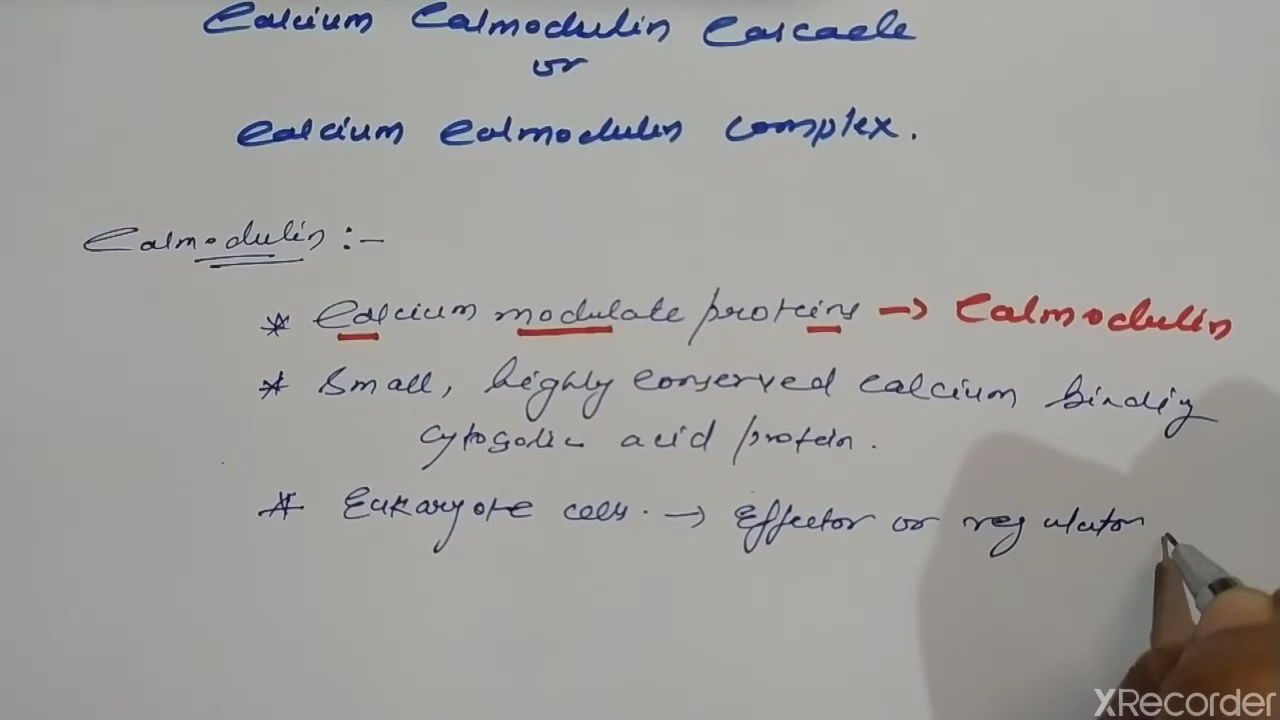 Calcium Calmodulin Cascade
or
Calcium Calmodulin complex.
Calmodulin :-
* Calcium modulate proteins → Calmodulin
* Small, highly conserved calcium binding
cytosolic acid protein.
* Eukaryote cells. → Effector or regulator
XRecorder